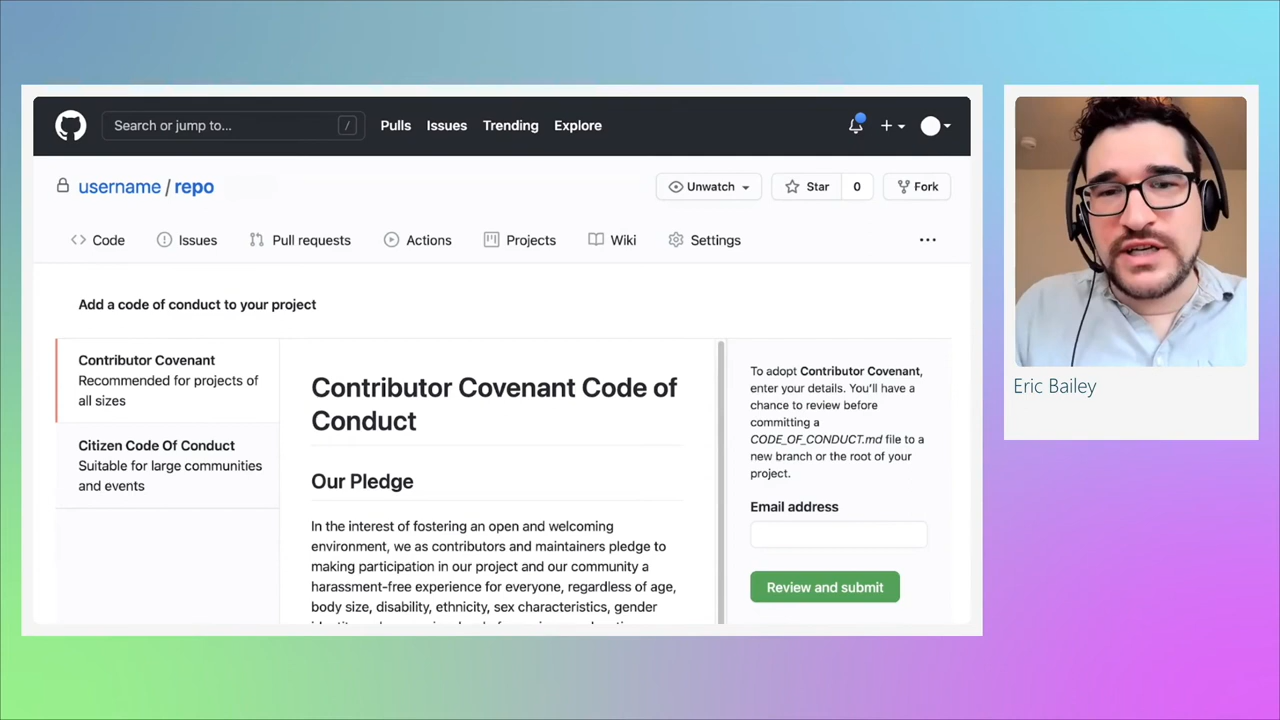 Search or jump to... /
Pulls
Issues
Trending
Explore
username / repo
Unwatch
Star
0
Fork
Code
Issues
Pull requests
Actions
Projects
Wiki
Settings
Add a code of conduct to your project
Contributor Covenant
Recommended for projects of
all sizes
Citizen Code Of Conduct
Suitable for large communities
and events
Contributor Covenant Code of
Conduct
Our Pledge
In the interest of fostering an open and welcoming
environment, we as contributors and maintainers pledge to
making participation in our project and our community a
harassment-free experience for everyone, regardless of age,
body size, disability, ethnicity, sex characteristics, gender
To adopt Contributor Covenant,
enter your details. You’ll have a
chance to review before
committing a
CODE_OF_CONDUCT.md file to a
new branch or the root of your
project.
Email address
Review and submit
Eric Bailey